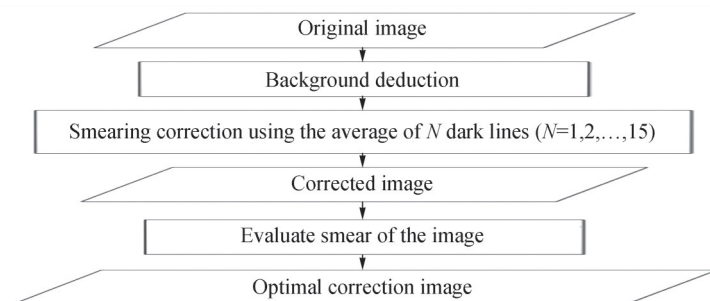 Original image
Background deduction
Smearing correction using the average of N dark lines (N=1,2,…,15)
Corrected image
Evaluate smear of the image
Optimal correction image